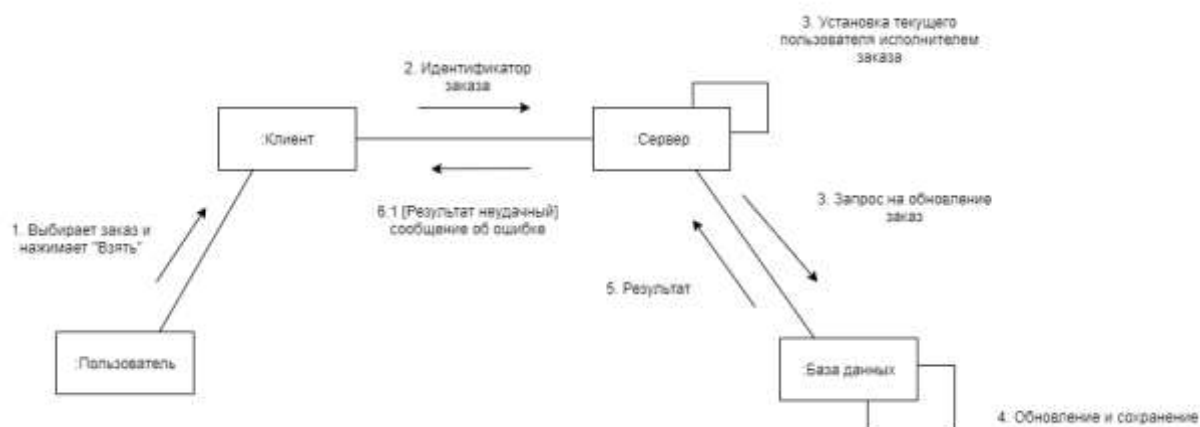 3. Установка текущего
пользователя исполнителем
заказа
2. Идентификатор
заказа
:Клиент
:Сервер
1. Выбирает заказ и
нажимает "Взять"
6.1 [Результат неудачный]
сообщение об ошибке
3. Запрос на обновление
заказ
5. Результат
:Пользователь
:База данных
4. Обновление и сохранение